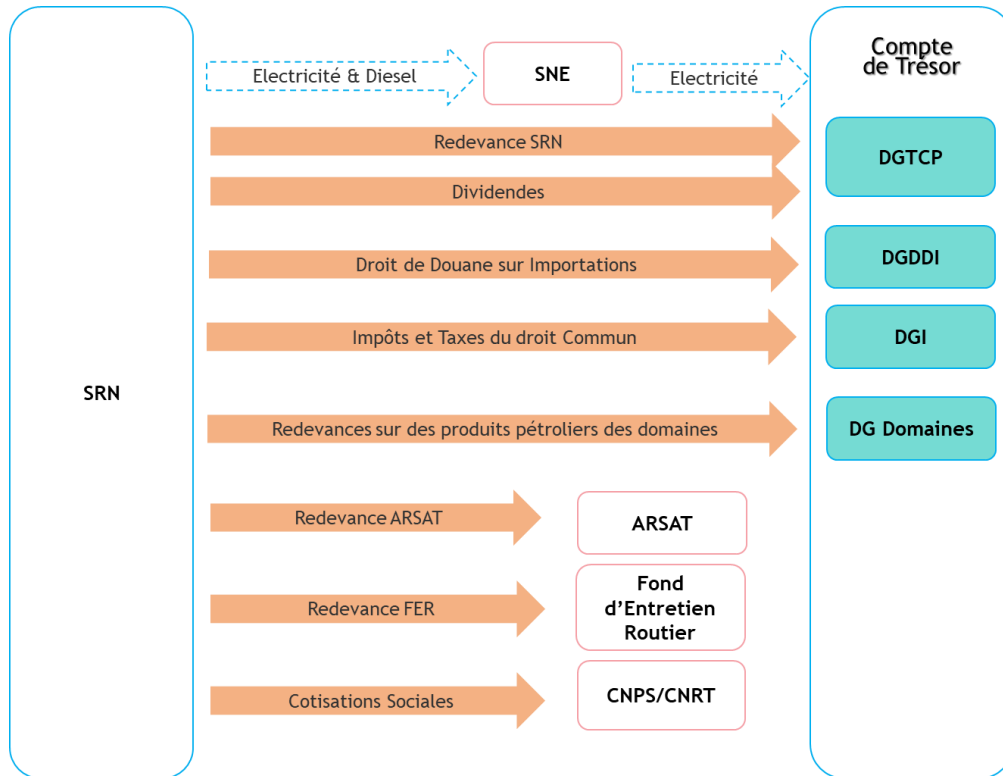 Compte
de Trésor
Electricité & Diesel
SNE
Electricité
Redevance SRN
DGTCP
Dividendes
Droit de Douane sur Importations
DGDDI
Impôts et Taxes du droit Commun
DGI
SRN
Redevances sur des produits pétroliers des domaines
DG Domaines
Redevance ARSAT
ARSAT
Redevance FER
Fond
d’Entretien
Routier
Cotisations Sociales
CNPS/CNRT